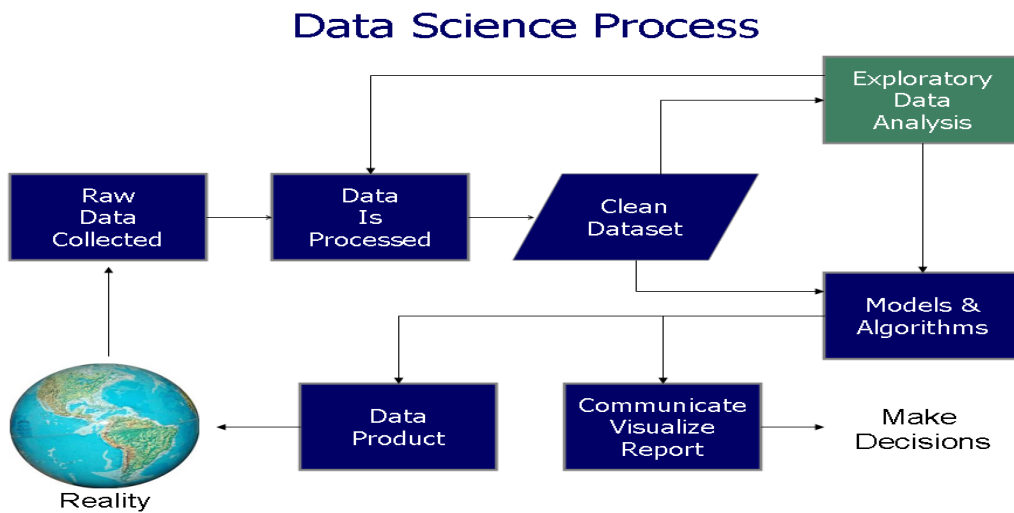 Data Science Process
Exploratory
Data
Analysis
Raw
Data
Collected
Data
Is
Processed
Clean
Dataset
Models &
Algorithms
Data
Product
Communicate
Visualize
Report
Make
Decisions
Reality